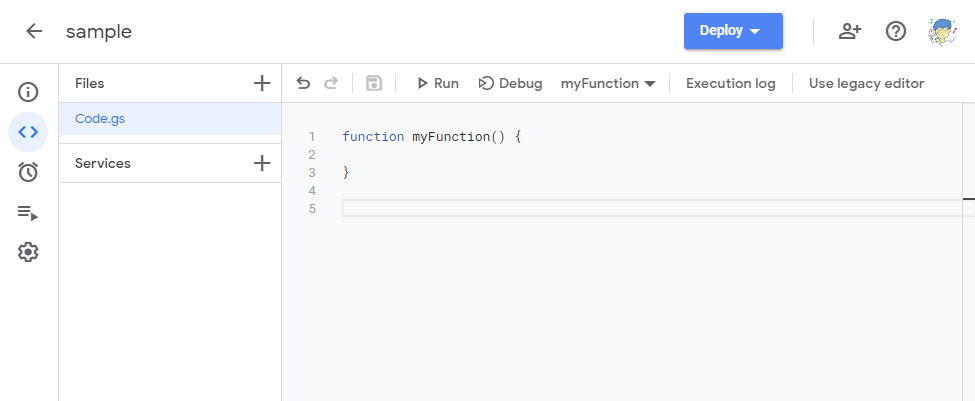 sample
Deploy
Files
Run Debug myFunction Execution log Use legacy editor
Code.gs
Services
1 function myFunction() {
2
3 }
4
5